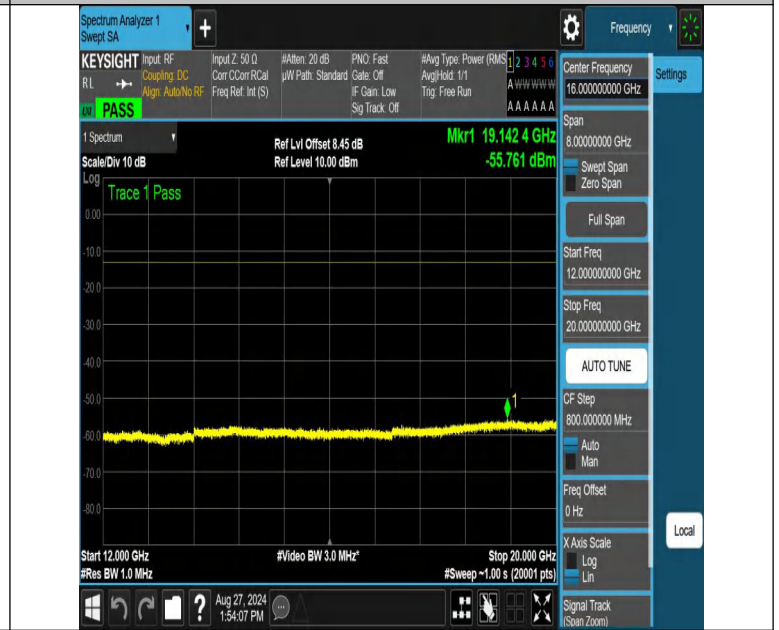 Spectrum Analyzer 1
Swept SA
+
Frequency
KEYSIGHT
R L
PASS
Input: RF
Coupling: DC
Align: Auto/No RF
Input Z: 50 Ω
Corr CCorr RCal
Freq Ref: Int (S)
#Atten: 20 dB
µW Path: Standard
PNO: Fast
Gate: Off
IF Gain: Low
Sig Track: Off
#Avg Type: Power (RMS
Avg|Hold: 1/1
Trig: Free Run
1 2 3 4 5 6
A W W W W W
A A A A A A
1 Spectrum
Scale/Div 10 dB
Ref Lvl Offset 8.45 dB
Ref Level 10.00 dBm
Mkr1 19.142 4 GHz
-55.761 dBm
Log
Trace 1 Pass
0.00
-10.0
-20.0
-30.0
-40.0
-50.0
-60.0
-70.0
-80.0
1
Start 12.000 GHz
#Res BW 1.0 MHz
#Video BW 3.0 MHz*
Stop 20.000 GHz
#Sweep ~1.00 s (20001 pts)
?
Aug 27, 2024
1:54:07 PM
Center Frequency
16.000000000 GHz
Settings
Span
8.00000000 GHz
Swept Span
Zero Span
Full Span
Start Freq
12.000000000 GHz
Stop Freq
20.000000000 GHz
AUTO TUNE
CF Step
800.000000 MHz
Auto
Man
Freq Offset
0 Hz
X Axis Scale
Log
Lin
Local
Signal Track
(Span Zoom)